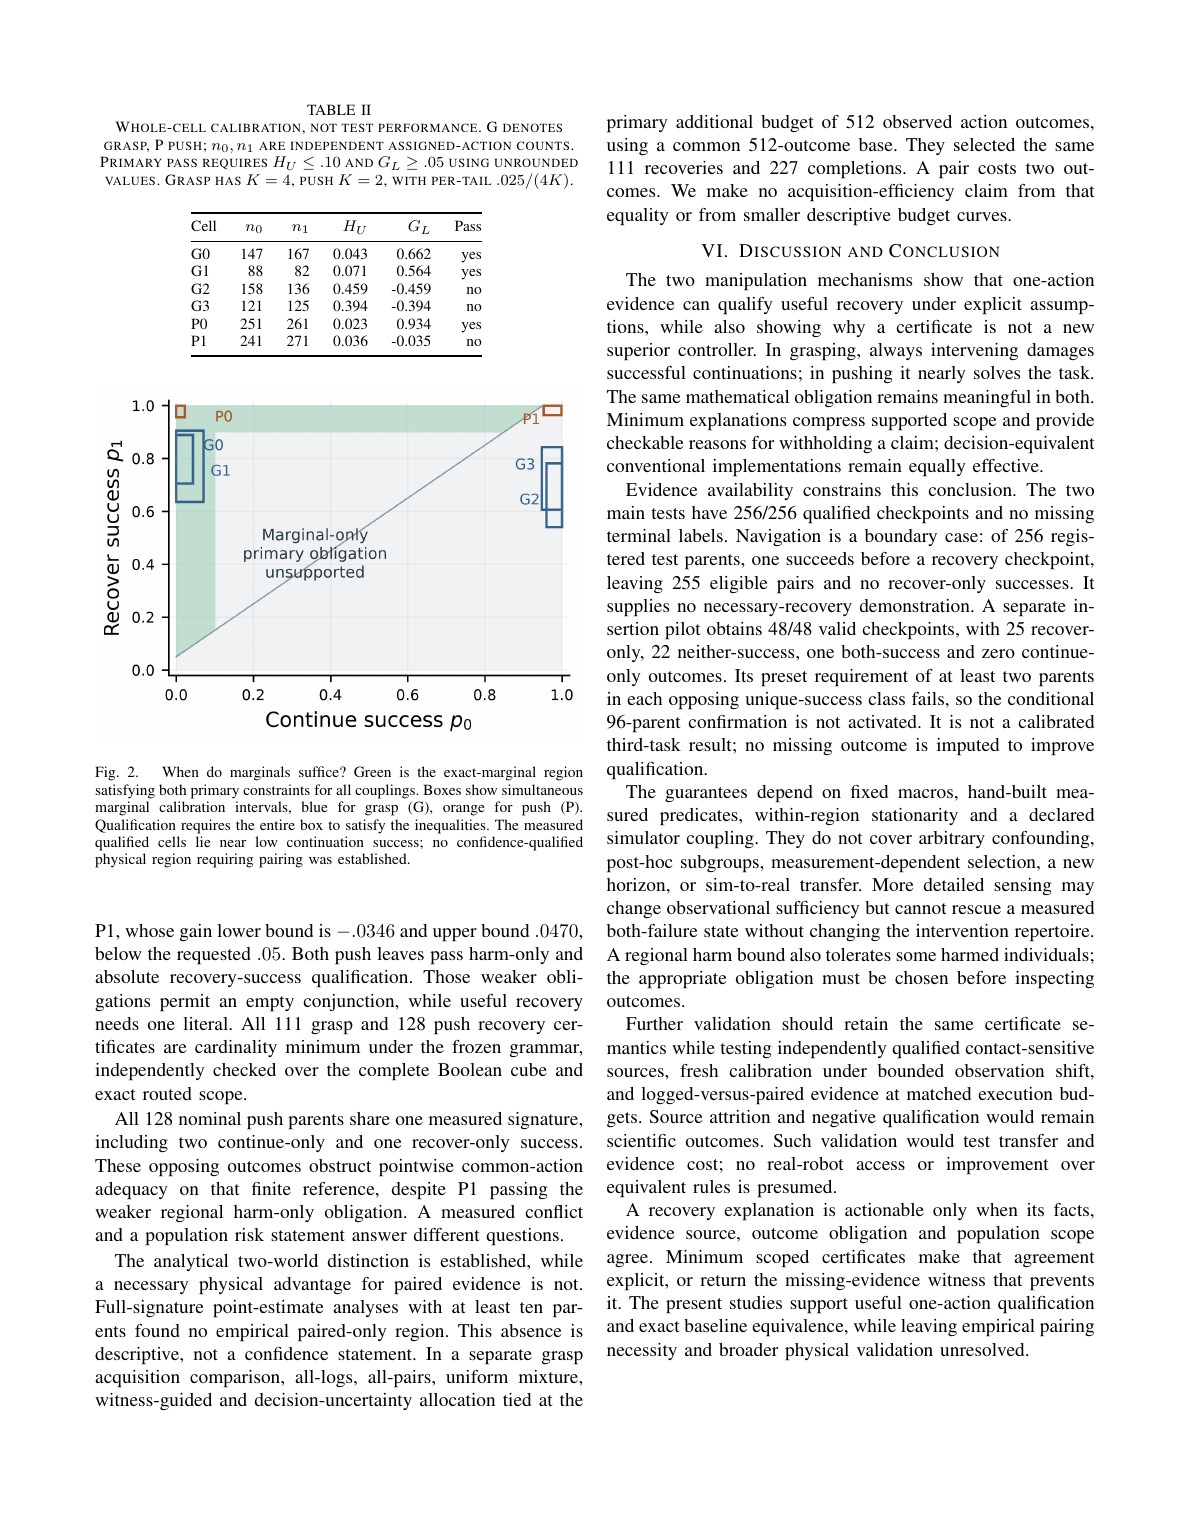 TABLE II
WHOLE-CELL CALIBRATION, NOT TEST PERFORMANCE. G DENOTES
GRASP, P PUSH; n0, n1 ARE INDEPENDENT ASSIGNED-ACTION COUNTS.
PRIMARY PASS REQUIRES HU ≤ .10 AND GL ≥ .05 USING UNROUNDED
VALUES. GRASP HAS K = 4, PUSH K = 2, WITH PER-TAIL .025/(4K).
Cell n0 n1 HU GL Pass
G0 147 167 0.043 0.662 yes
G1 88 82 0.071 0.564 yes
G2 158 136 0.459 -0.459 no
G3 121 125 0.394 -0.394 no
P0 251 261 0.023 0.934 yes
P1 241 271 0.036 -0.035 no
1.0
0.8
0.6
0.4
0.2
0.0
Recover success p1
P0
P1
G0
G1
G3
G2
Marginal-only
primary obligation
unsupported
0.0 0.2 0.4 0.6 0.8 1.0
Continue success p0
Fig. 2. When do marginals suffice? Green is the exact-marginal region
satisfying both primary constraints for all couplings. Boxes show simultaneous
marginal calibration intervals, blue for grasp (G), orange for push (P).
Qualification requires the entire box to satisfy the inequalities. The measured
qualified cells lie near low continuation success; no confidence-qualified
physical region requiring pairing was established.
P1, whose gain lower bound is −.0346 and upper bound .0470,
below the requested .05. Both push leaves pass harm-only and
absolute recovery-success qualification. Those weaker obli-
gations permit an empty conjunction, while useful recovery
needs one literal. All 111 grasp and 128 push recovery cer-
tificates are cardinality minimum under the frozen grammar,
independently checked over the complete Boolean cube and
exact routed scope.
All 128 nominal push parents share one measured signature,
including two continue-only and one recover-only success.
These opposing outcomes obstruct pointwise common-action
adequacy on that finite reference, despite P1 passing the
weaker regional harm-only obligation. A measured conflict
and a population risk statement answer different questions.
The analytical two-world distinction is established, while
a necessary physical advantage for paired evidence is not.
Full-signature point-estimate analyses with at least ten par-
ents found no empirical paired-only region. This absence is
descriptive, not a confidence statement. In a separate grasp
acquisition comparison, all-logs, all-pairs, uniform mixture,
witness-guided and decision-uncertainty allocation tied at the
primary additional budget of 512 observed action outcomes,
using a common 512-outcome base. They selected the same
111 recoveries and 227 completions. A pair costs two out-
comes. We make no acquisition-efficiency claim from that
equality or from smaller descriptive budget curves.
VI. DISCUSSION AND CONCLUSION
The two manipulation mechanisms show that one-action
evidence can qualify useful recovery under explicit assump-
tions, while also showing why a certificate is not a new
superior controller. In grasping, always intervening damages
successful continuations; in pushing it nearly solves the task.
The same mathematical obligation remains meaningful in both.
Minimum explanations compress supported scope and provide
checkable reasons for withholding a claim; decision-equivalent
conventional implementations remain equally effective.
Evidence availability constrains this conclusion. The two
main tests have 256/256 qualified checkpoints and no missing
terminal labels. Navigation is a boundary case: of 256 regis-
tered test parents, one succeeds before a recovery checkpoint,
leaving 255 eligible pairs and no recover-only successes. It
supplies no necessary-recovery demonstration. A separate in-
sertion pilot obtains 48/48 valid checkpoints, with 25 recover-
only, 22 neither-success, one both-success and zero continue-
only outcomes. Its preset requirement of at least two parents
in each opposing unique-success class fails, so the conditional
96-parent confirmation is not activated. It is not a calibrated
third-task result; no missing outcome is imputed to improve
qualification.
The guarantees depend on fixed macros, hand-built mea-
sured predicates, within-region stationarity and a declared
simulator coupling. They do not cover arbitrary confounding,
post-hoc subgroups, measurement-dependent selection, a new
horizon, or sim-to-real transfer. More detailed sensing may
change observational sufficiency but cannot rescue a measured
both-failure state without changing the intervention repertoire.
A regional harm bound also tolerates some harmed individuals;
the appropriate obligation must be chosen before inspecting
outcomes.
Further validation should retain the same certificate se-
mantics while testing independently qualified contact-sensitive
sources, fresh calibration under bounded observation shift,
and logged-versus-paired evidence at matched execution bud-
gets. Source attrition and negative qualification would remain
scientific outcomes. Such validation would test transfer and
evidence cost; no real-robot access or improvement over
equivalent rules is presumed.
A recovery explanation is actionable only when its facts,
evidence source, outcome obligation and population scope
agree. Minimum scoped certificates make that agreement
explicit, or return the missing-evidence witness that prevents
it. The present studies support useful one-action qualification
and exact baseline equivalence, while leaving empirical pairing
necessity and broader physical validation unresolved.